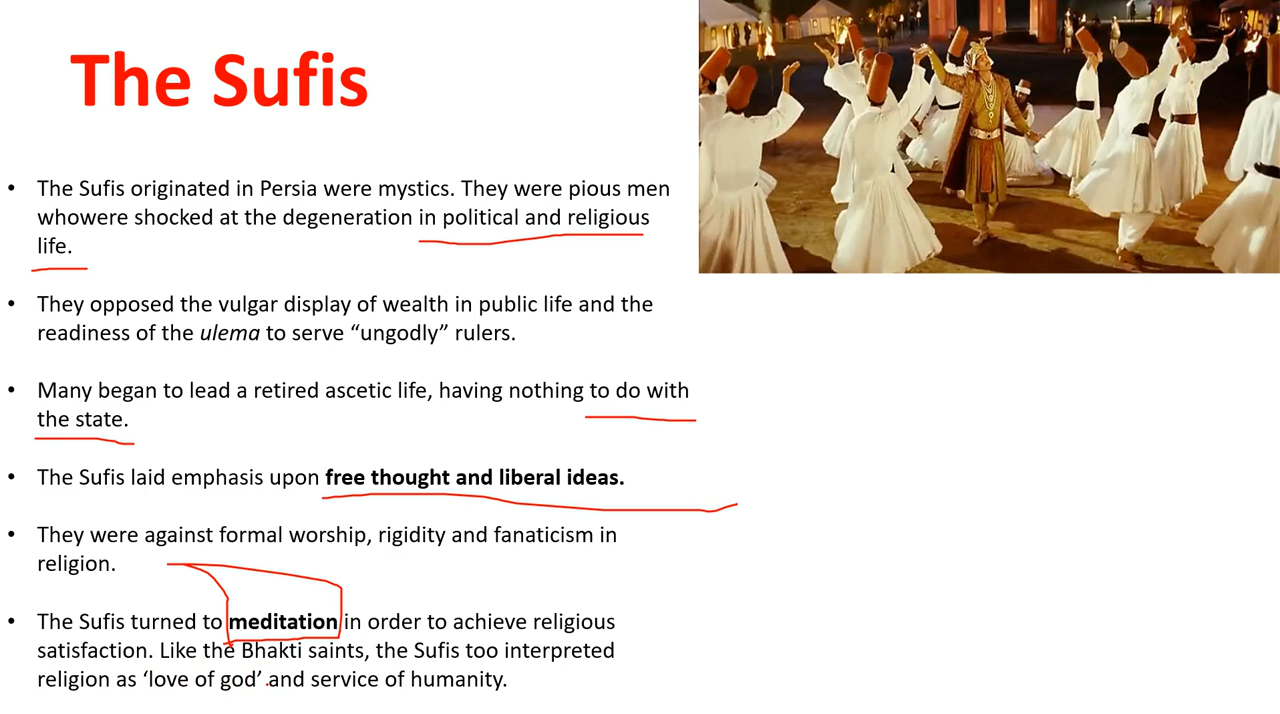 The Sufis
• The Sufis originated in Persia were mystics. They were pious men
whowere shocked at the degeneration in political and religious
life.
• They opposed the vulgar display of wealth in public life and the
readiness of the ulema to serve “ungodly” rulers.
• Many began to lead a retired ascetic life, having nothing to do with
the state.
• The Sufis laid emphasis upon free thought and liberal ideas.
• They were against formal worship, rigidity and fanaticism in
religion.
• The Sufis turned to meditation in order to achieve religious
satisfaction. Like the Bhakti saints, the Sufis too interpreted
religion as ‘love of god’ and service of humanity.